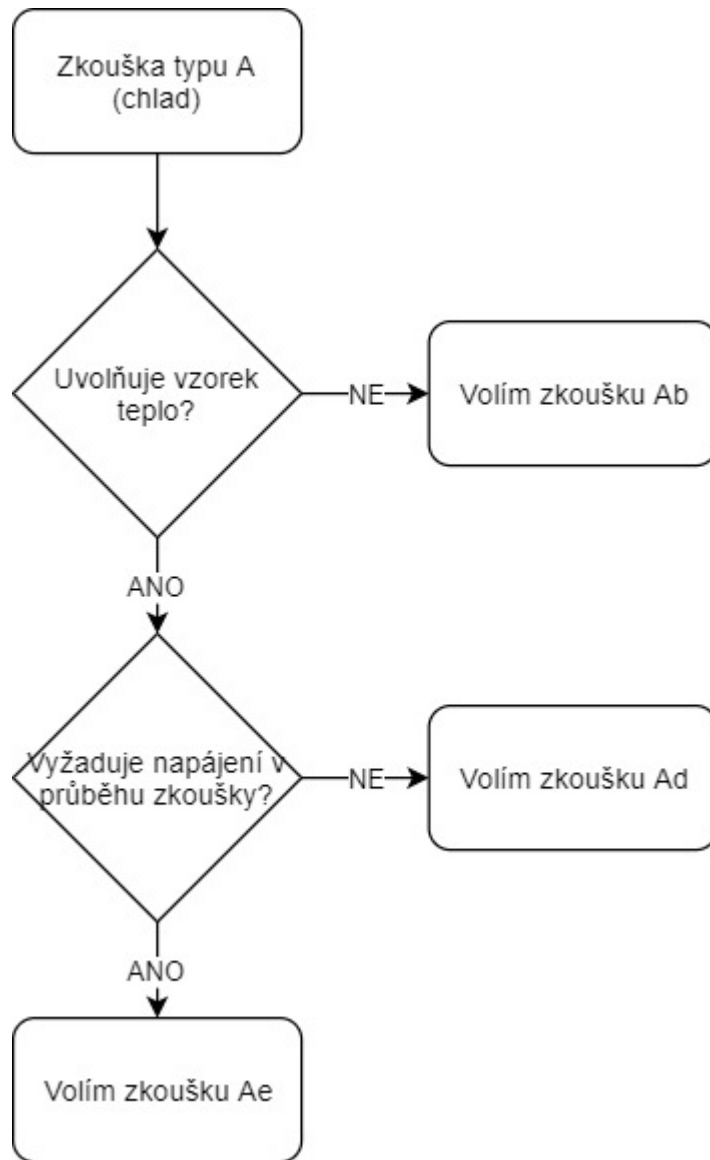 Zkouška typu A
(chlad)
Uvolňuje vzorek
teplo?
NE
Volím zkoušku Ab
ANO
Vyžaduje napájení v
průběhu zkoušky?
NE
Volím zkoušku Ad
ANO
Volím zkoušku Ae